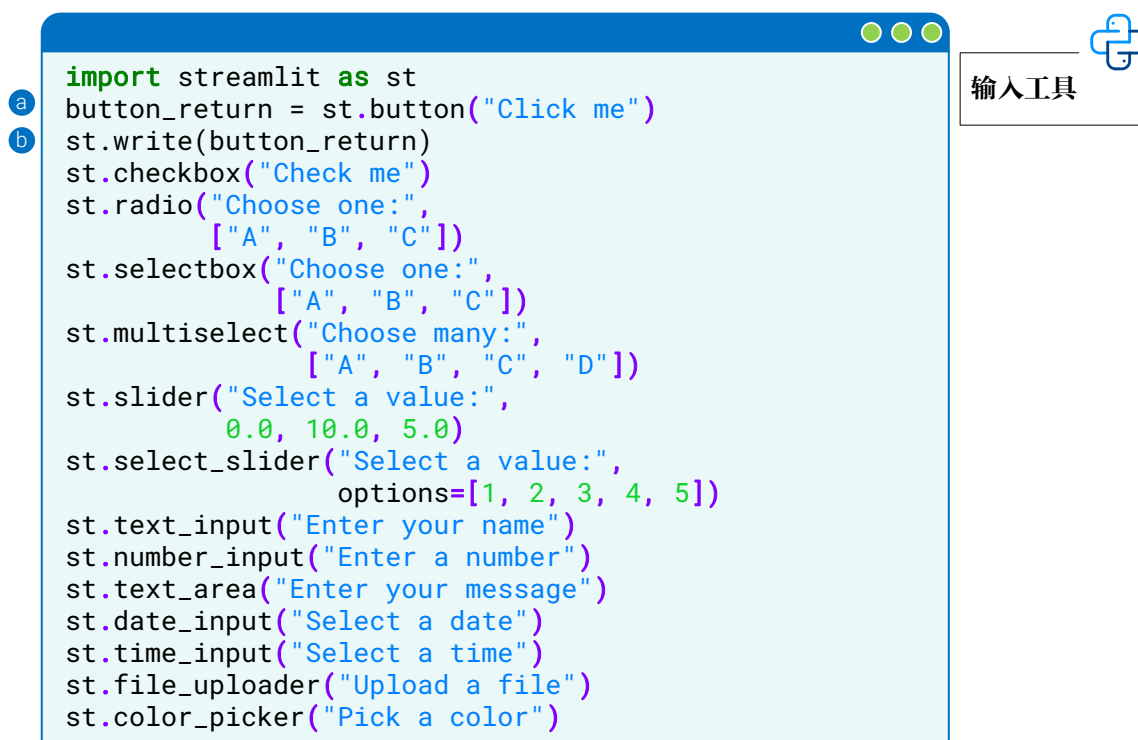 输入工具
import streamlit as st
a
button_return = st.button("Click me")
b
st.write(button_return)
st.checkbox("Check me")
st.radio("Choose one:",
         ["A", "B", "C"])
st.selectbox("Choose one:",
             ["A", "B", "C"])
st.multiselect("Choose many:",
               ["A", "B", "C", "D"])
st.slider("Select a value:",
          0.0, 10.0, 5.0)
st.select_slider("Select a value:",
                 options=[1, 2, 3, 4, 5])
st.text_input("Enter your name")
st.number_input("Enter a number")
st.text_area("Enter your message")
st.date_input("Select a date")
st.time_input("Select a time")
st.file_uploader("Upload a file")
st.color_picker("Pick a color")